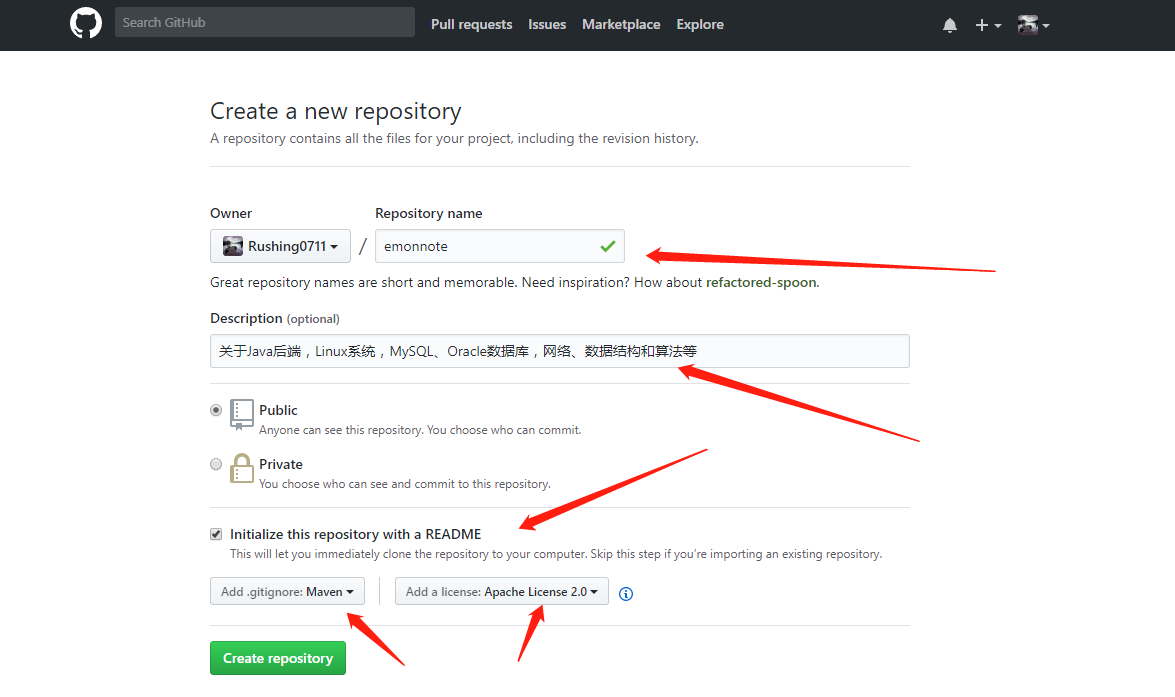 Search GitHub Pull requests Issues Marketplace Explore
Create a new repository
A repository contains all the files for your project, including the revision history.
Owner Repository name
Rushing0711 / emonnote
Great repository names are short and memorable. Need inspiration? How about refactored-spoon.
Description (optional)
关于Java后端，Linux系统，MySQL、Oracle数据库，网络、数据结构和算法等
Public
Anyone can see this repository. You choose who can commit.
Private
You choose who can see and commit to this repository.
Initialize this repository with a README
This will let you immediately clone the repository to your computer. Skip this step if you’re importing an existing repository.
Add .gitignore: Maven Add a license: Apache License 2.0
Create repository